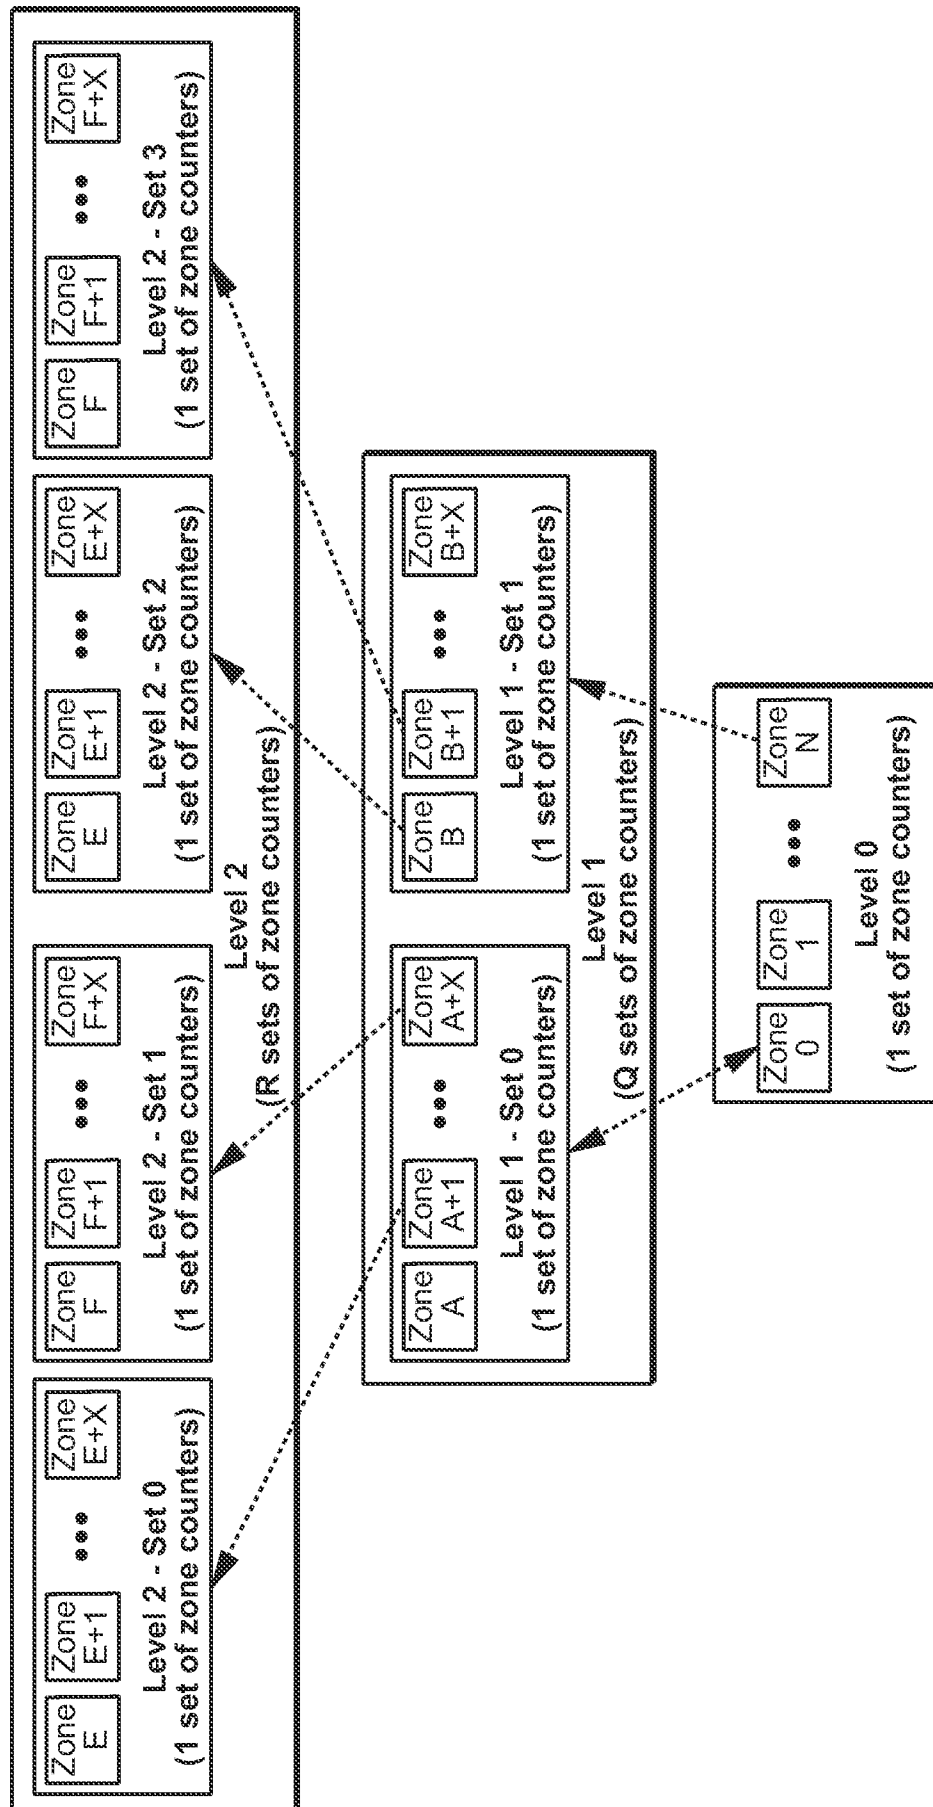 Zone
E
Zone
E+1
•••
Zone
E+X
Level 2 - Set 0
(1 set of zone counters)
Zone
F
Zone
F+1
•••
Zone
F+X
Level 2 - Set 1
(1 set of zone counters)
Zone
E
Zone
E+1
•••
Zone
E+X
Level 2 - Set 2
(1 set of zone counters)
Zone
F
Zone
F+1
•••
Zone
F+X
Level 2 - Set 3
(1 set of zone counters)
Level 2
(R sets of zone counters)
Zone
A
Zone
A+1
•••
Zone
A+X
Level 1 - Set 0
(1 set of zone counters)
Zone
B
Zone
B+1
•••
Zone
B+X
Level 1 - Set 1
(1 set of zone counters)
Level 1
(Q sets of zone counters)
Zone
0
Zone
1
•••
Zone
N
Level 0
(1 set of zone counters)